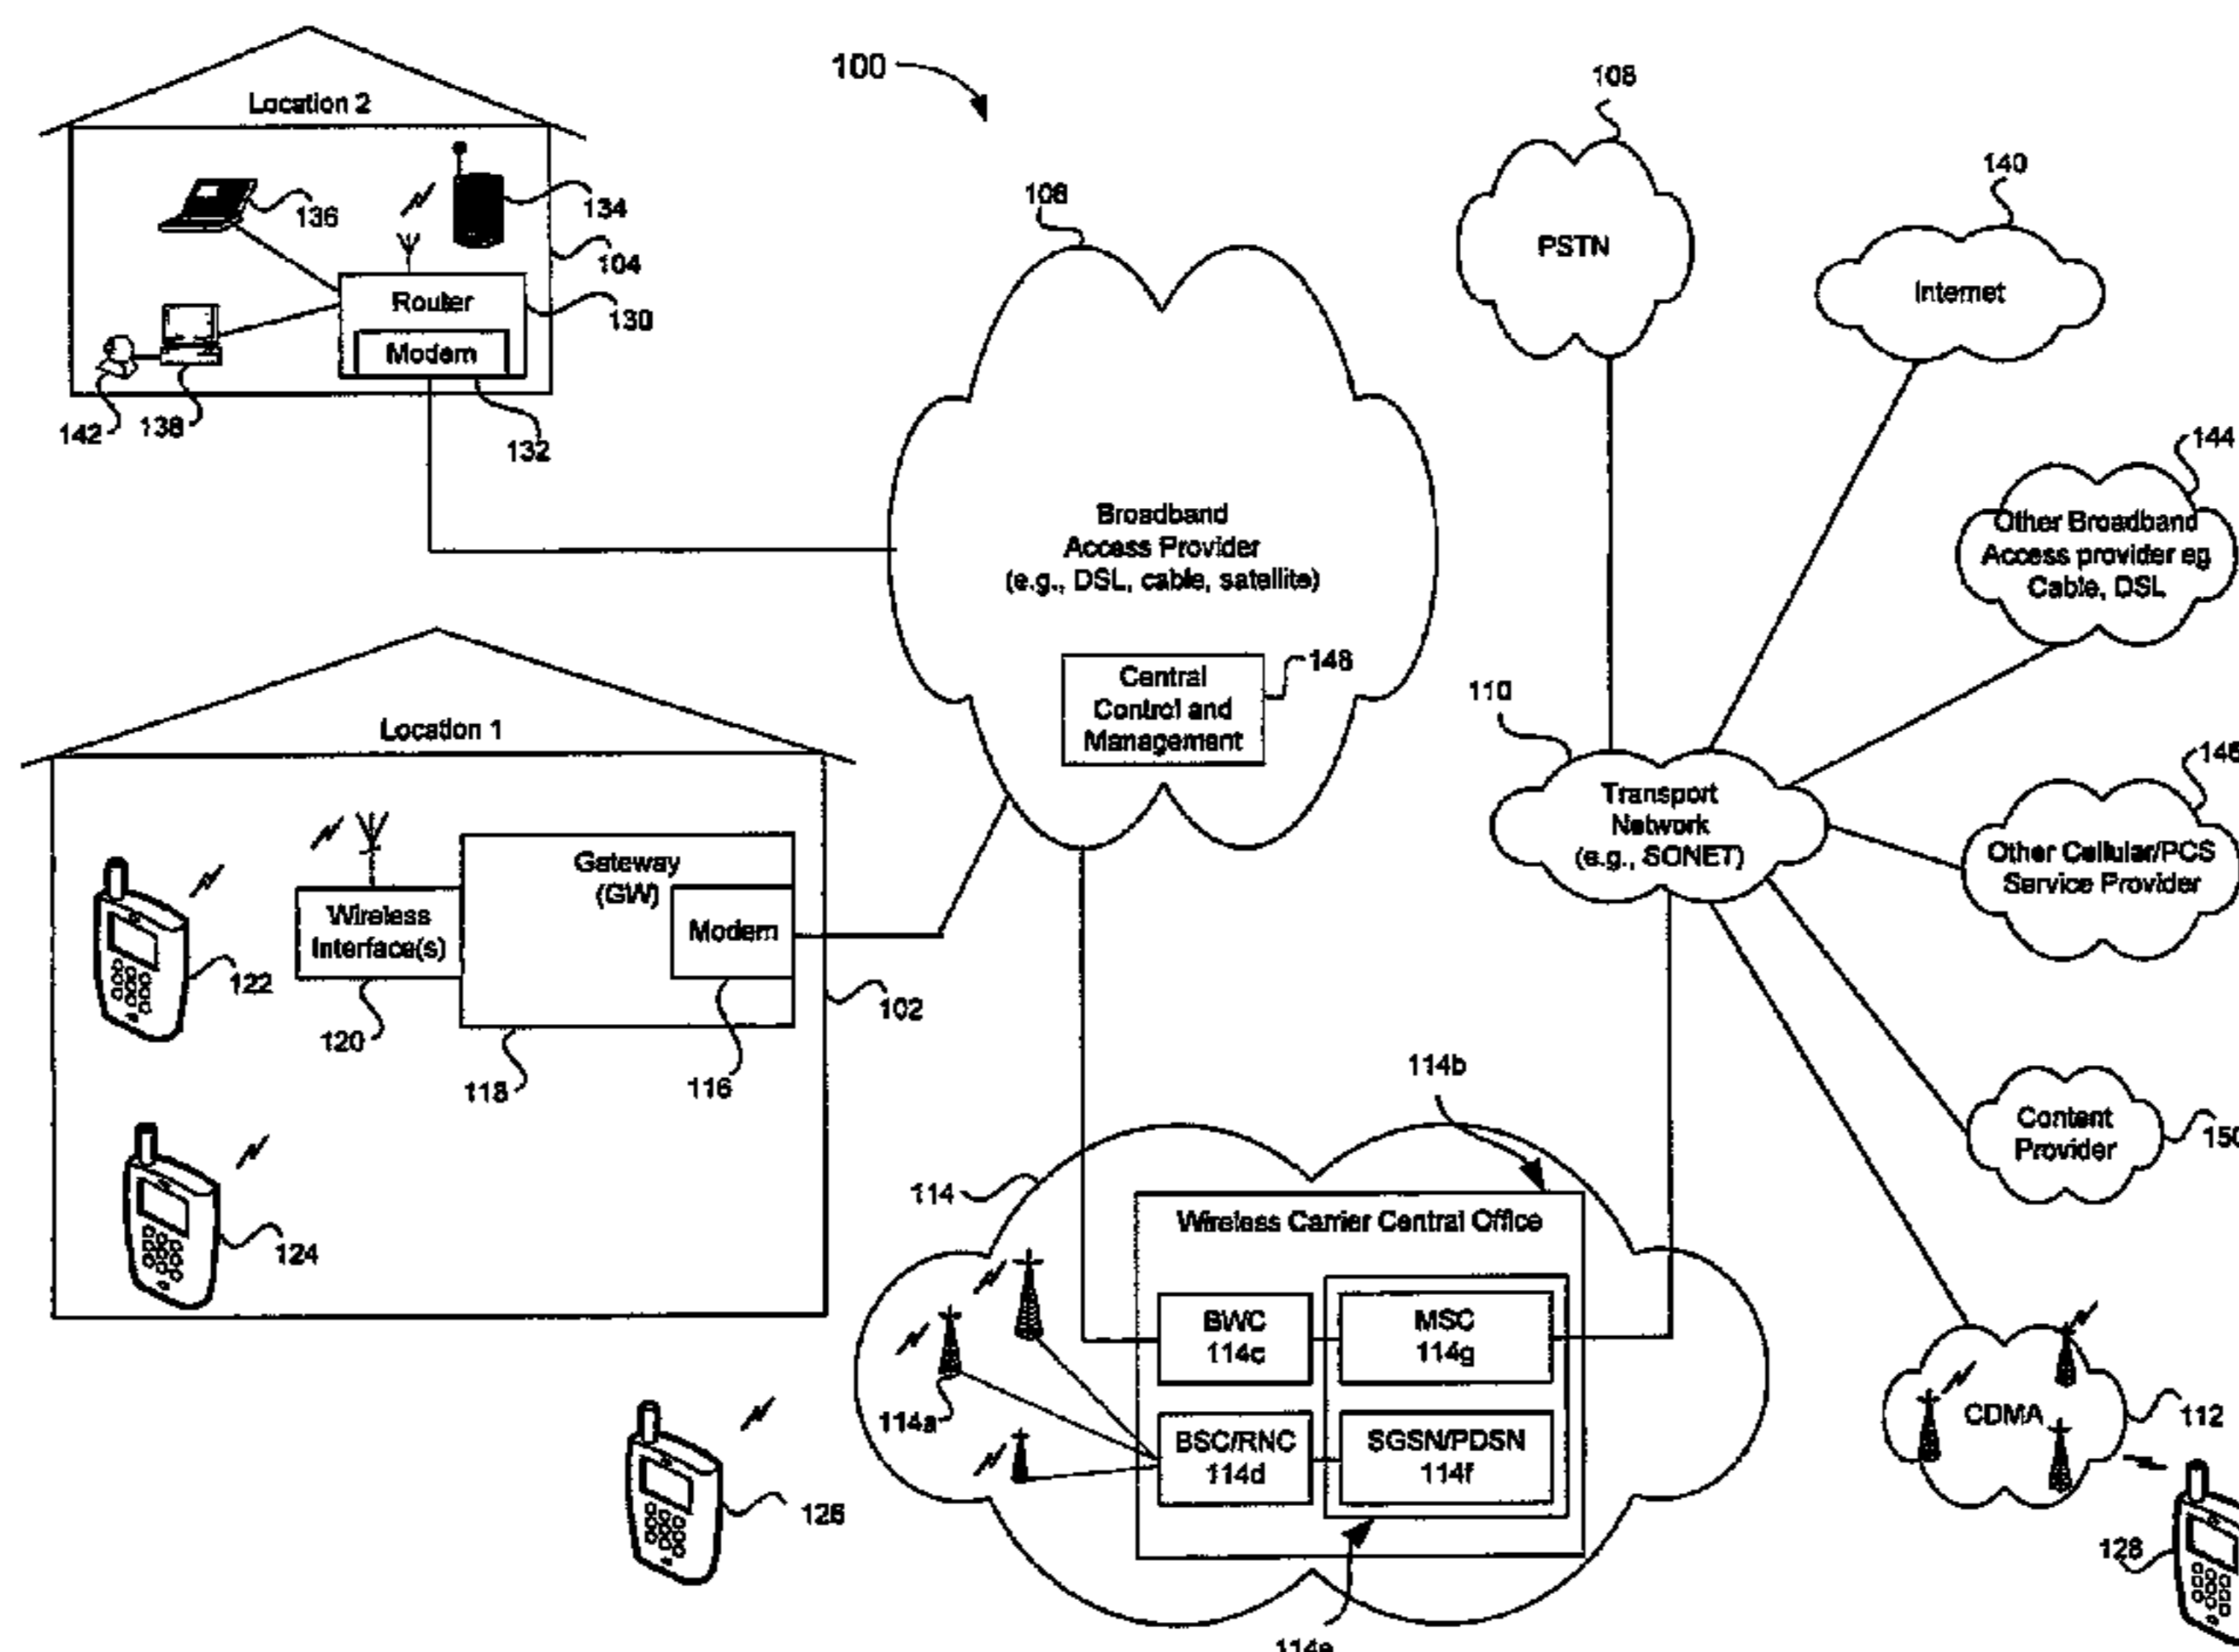 100
Location 2
136
134
104
Router
130
Modem
142
138
132
106
Broadband
Access Provider
(e.g., DSL, cable, satellite)
Central
Control and
Management
148
108
PSTN
140
Internet
144
Other Broadband
Access provider eg
Cable, DSL
110
Transport
Network
(e.g., SONET)
Other Cellular/PCS
Service Provider
Content
Provider
Location 1
Gateway
(GW)
Wireless
Interface(s)
Modem
122
120
118
116
102
124
126
114b
114
Wireless Carrier Central Office
BWC
114c
MSC
114g
114a
BSC/RNC
114d
SGSN/PDSN
114f
114e
CDMA
112
128